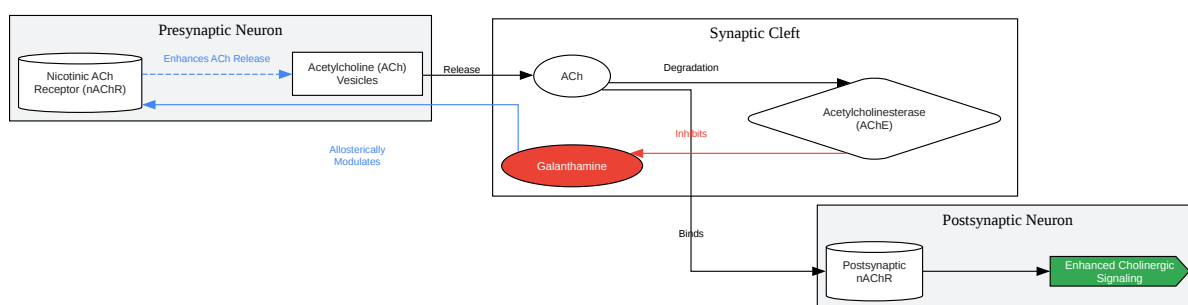 Presynaptic Neuron
Nicotinic ACh
Receptor (nAChR)
Enhances ACh Release
Acetylcholine (ACh)
Vesicles
Release
Allosterically
Modulates
Synaptic Cleft
ACh
Degradation
Acetylcholinesterase
(AChE)
Inhibits
Galanthamine
Binds
Postsynaptic Neuron
Postsynaptic
nAChR
Enhanced Cholinergic
Signaling